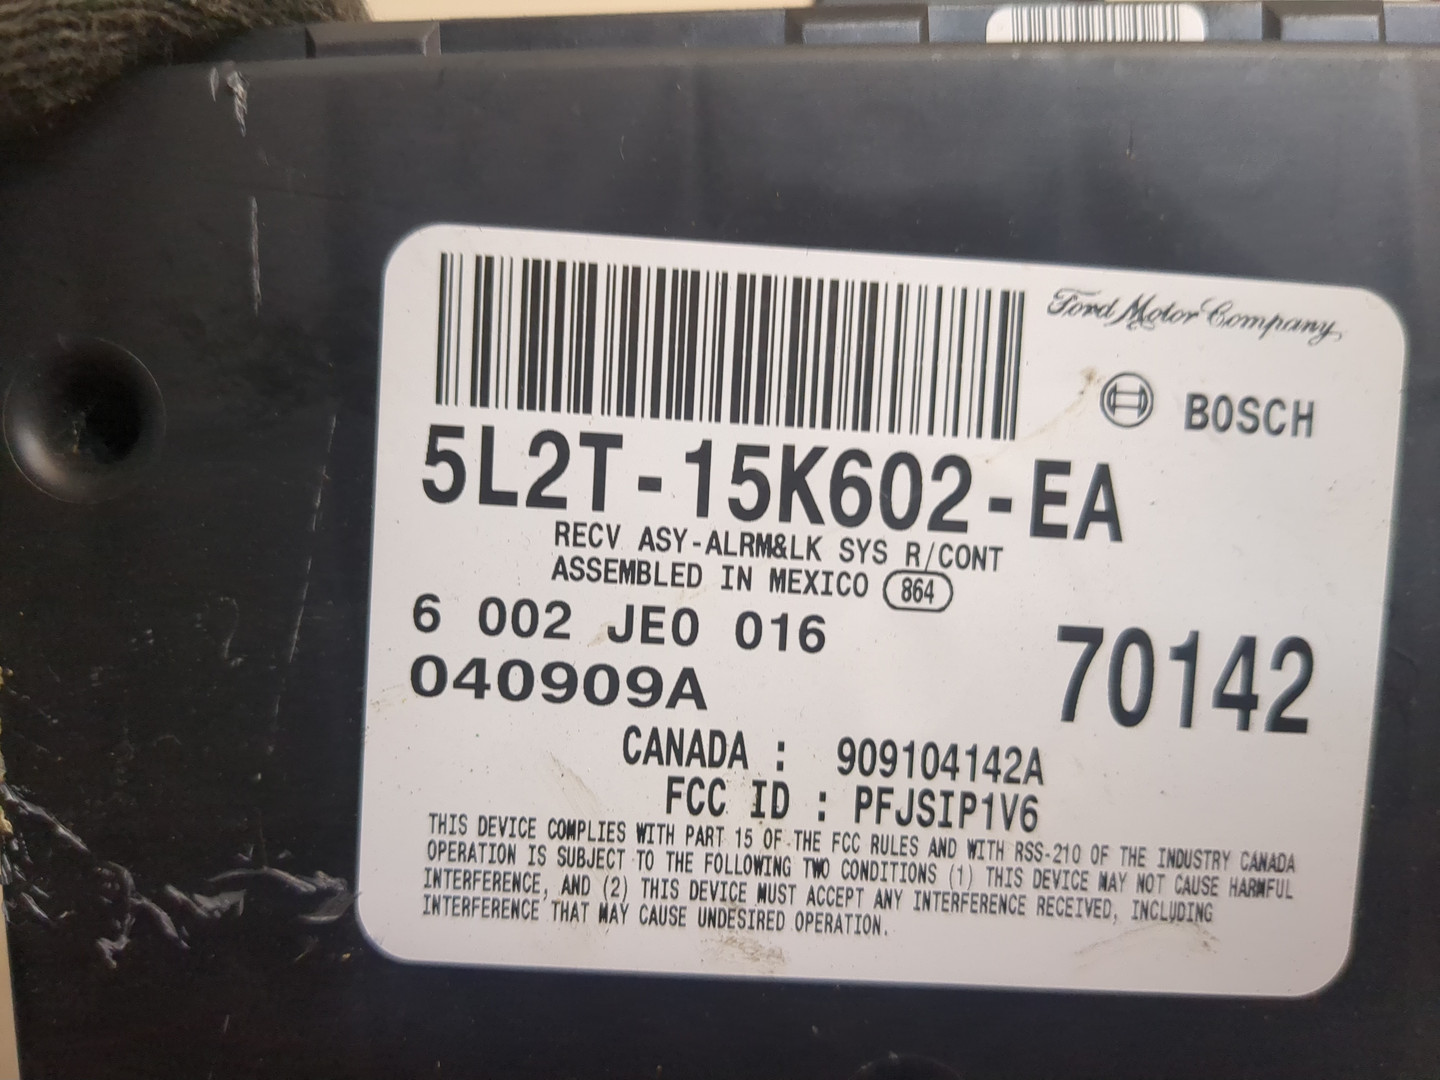 Ford Motor Company
BOSCH
5L2T-15K602-EA
RECV ASY-ALRM&LK SYS R/CONT
ASSEMBLED IN MEXICO 864
6 002 JE0 016
040909A
70142
CANADA : 909104142A
FCC ID : PFJSIP1V6
THIS DEVICE COMPLIES WITH PART 15 OF THE FCC RULES AND WITH RSS-210 OF THE INDUSTRY CANADA
OPERATION IS SUBJECT TO THE FOLLOWING TWO CONDITIONS (1) THIS DEVICE MAY NOT CAUSE HARMFUL
INTERFERENCE, AND (2) THIS DEVICE MUST ACCEPT ANY INTERFERENCE RECEIVED, INCLUDING
INTERFERENCE THAT MAY CAUSE UNDESIRED OPERATION.